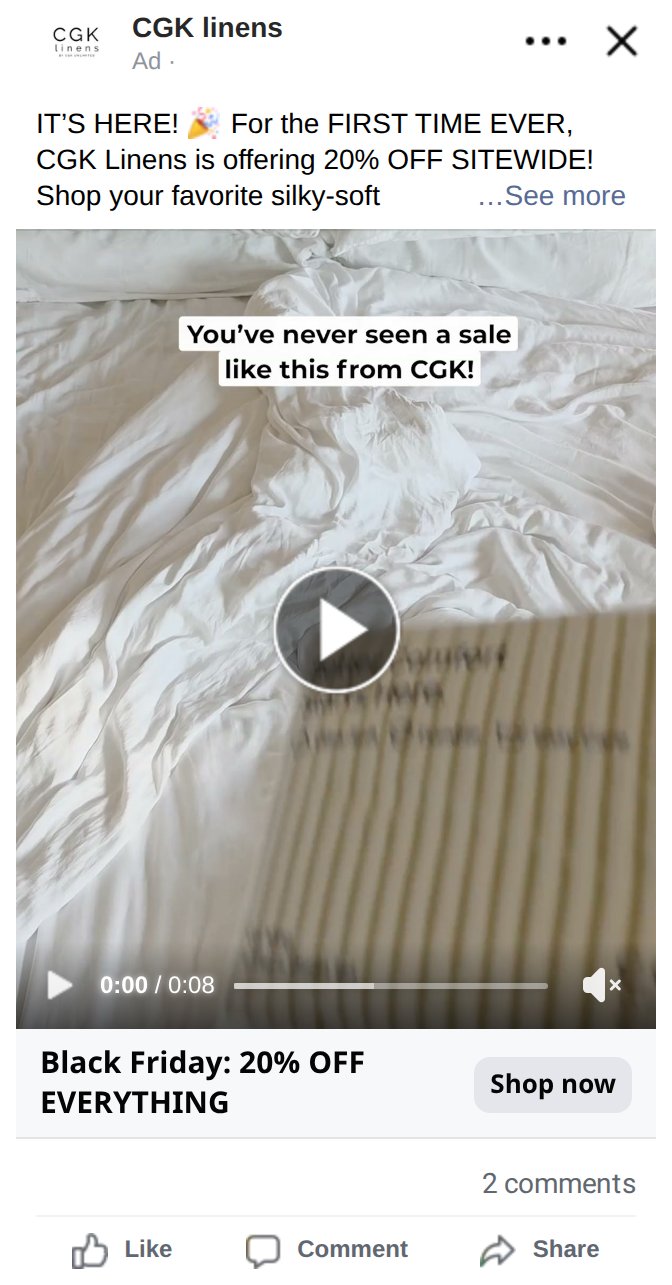 CGK
linens
CGK linens
Ad ·
IT’S HERE! 🎉 For the FIRST TIME EVER,
CGK Linens is offering 20% OFF SITEWIDE!
Shop your favorite silky-soft …See more
You’ve never seen a sale
like this from CGK!
0:00 / 0:08
Black Friday: 20% OFF
EVERYTHING
Shop now
2 comments
Like Comment Share